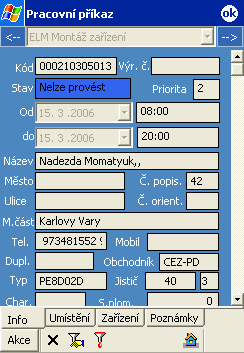 Pracovní příkaz ok
<-- ELM Montáž zařízení -->
Kód 000210305013 Výr. č.
Stav Nelze provést Priorita 2
Od 15. 3 .2006 08:00
do 15. 3 .2006 20:00
Název Nadezda Momatyuk,,
Město Č. popis. 42
Ulice Č. orient.
M.část Karlovy Vary
Tel. 973481552 Mobil
Dupl. Obchodník CEZ-PD
Typ PE8D02D Jistič 40 3
Char. S.plom. 0
Info Umístění Zařízení Poznámky
Akce